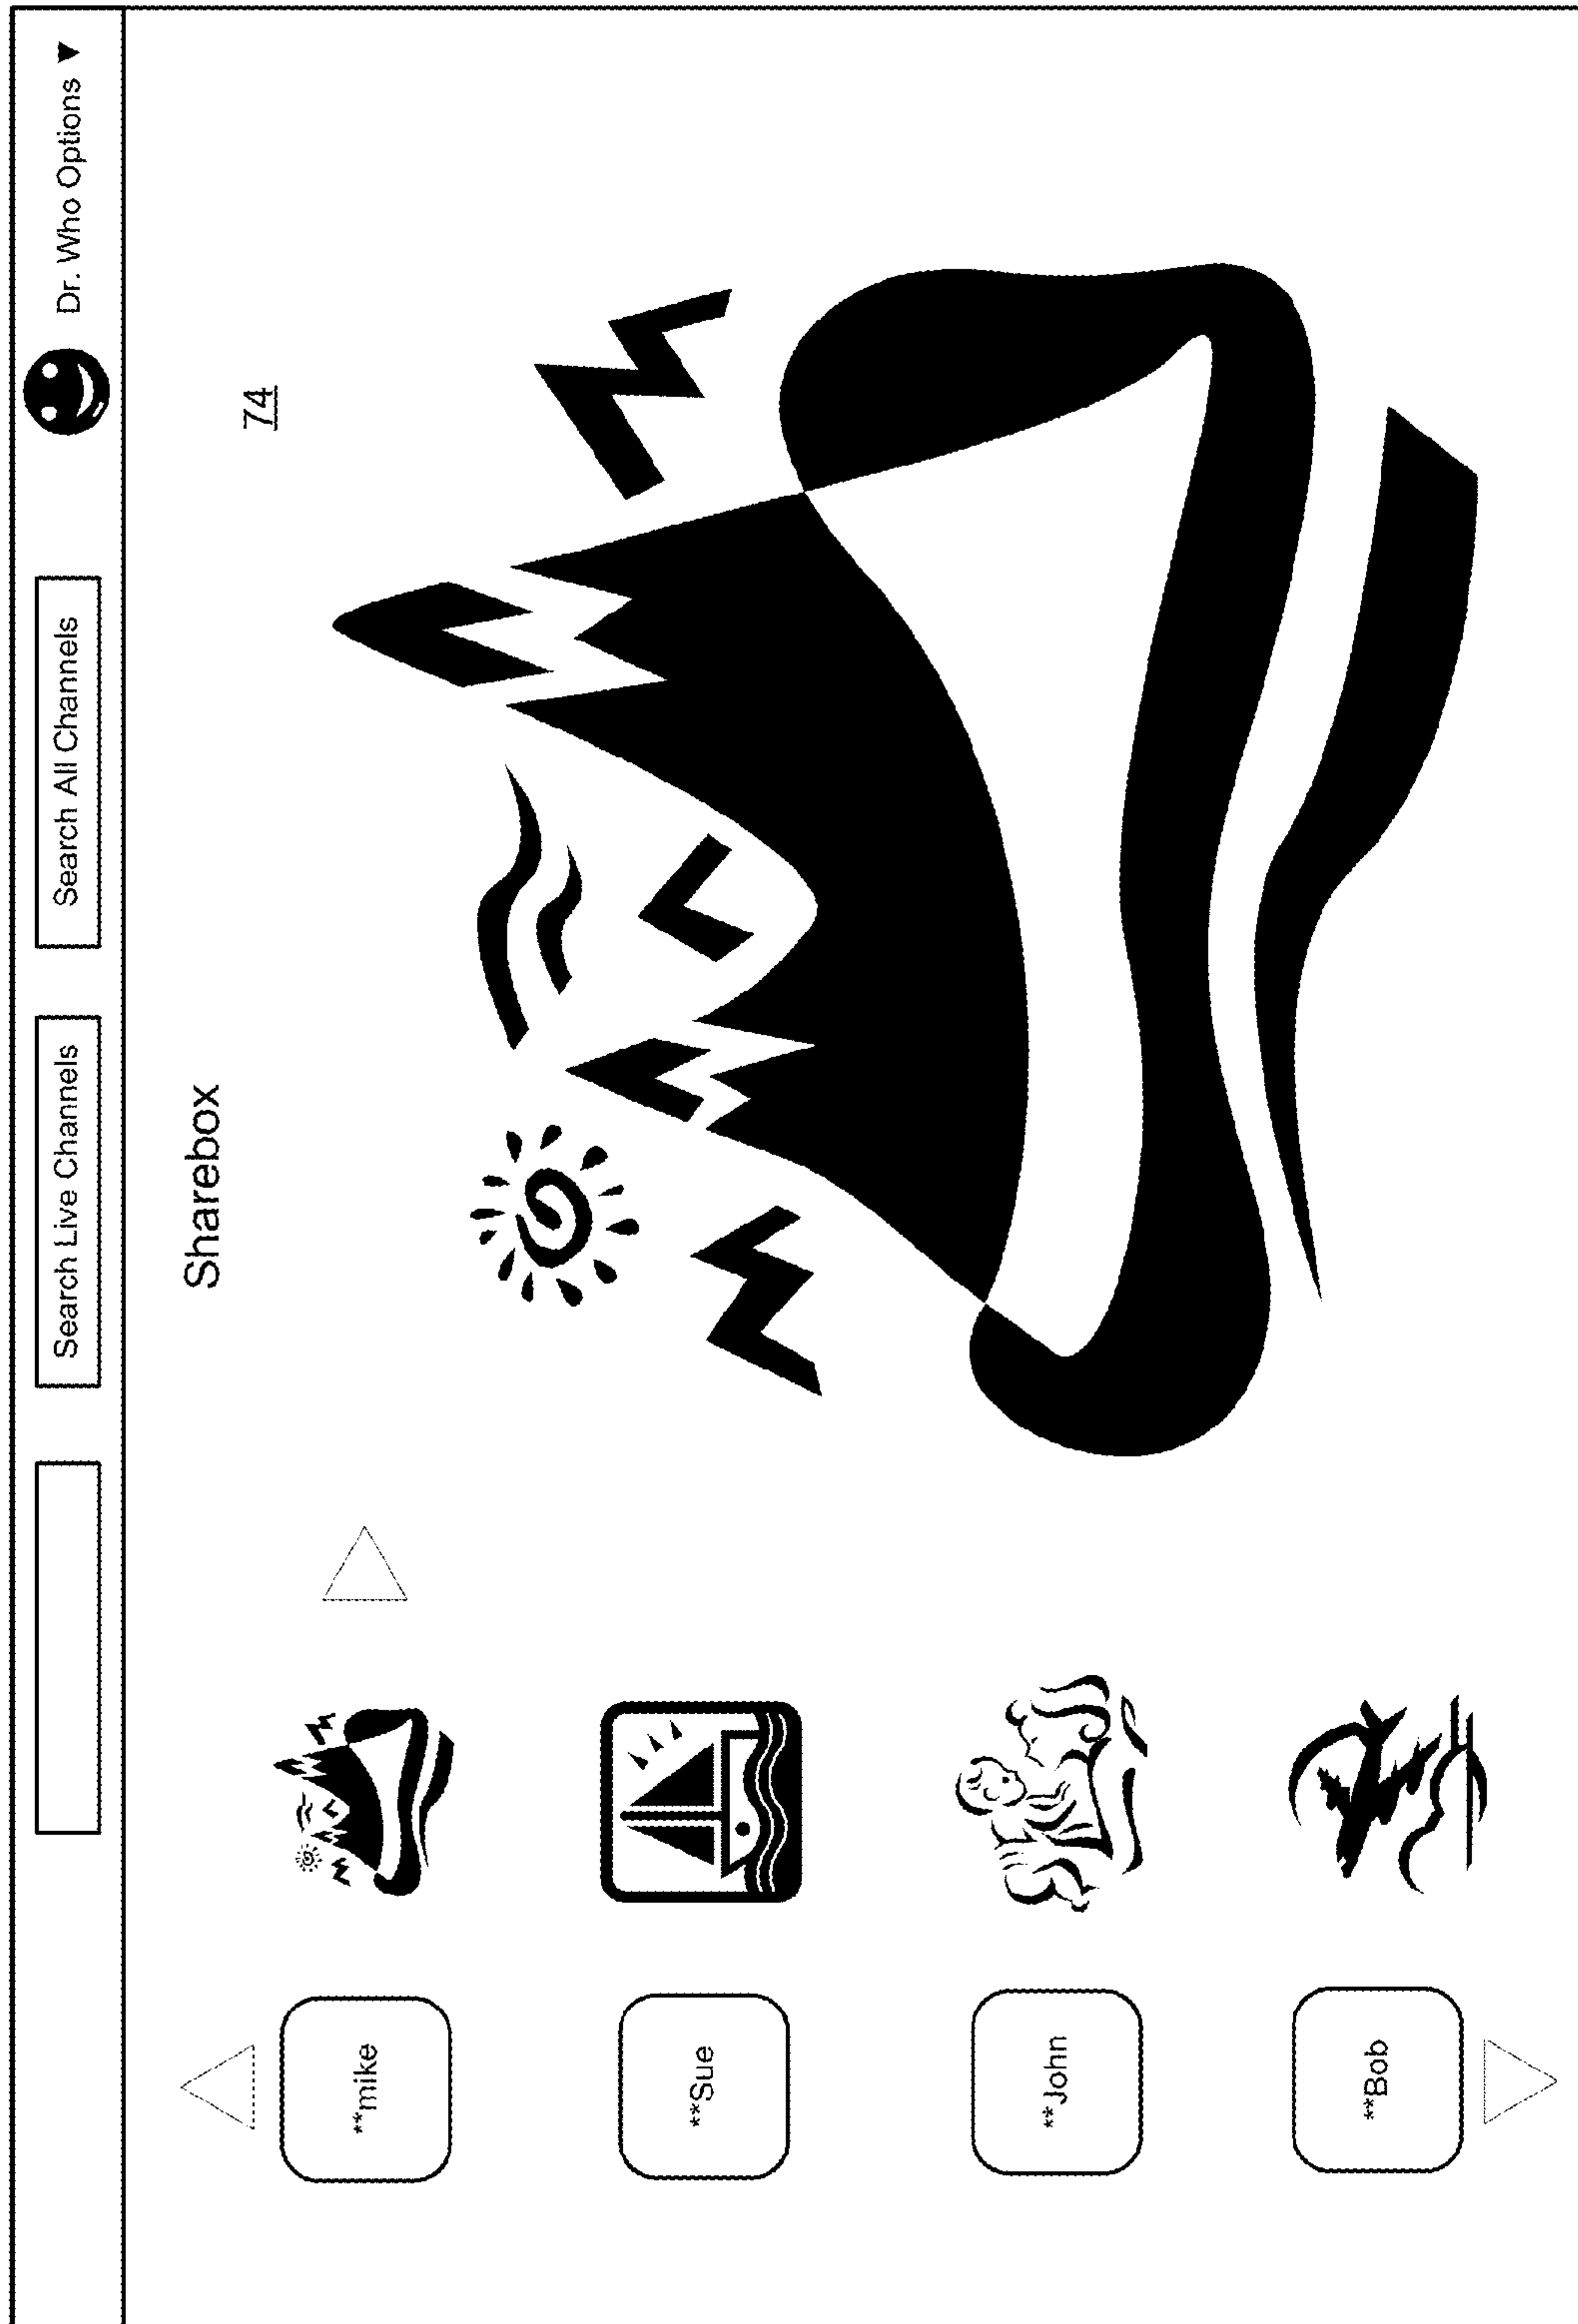 Search Live Channels
Search All Channels
Dr. Who Options ▼
Sharebox
74
**mike
**Sue
**John
**Bob